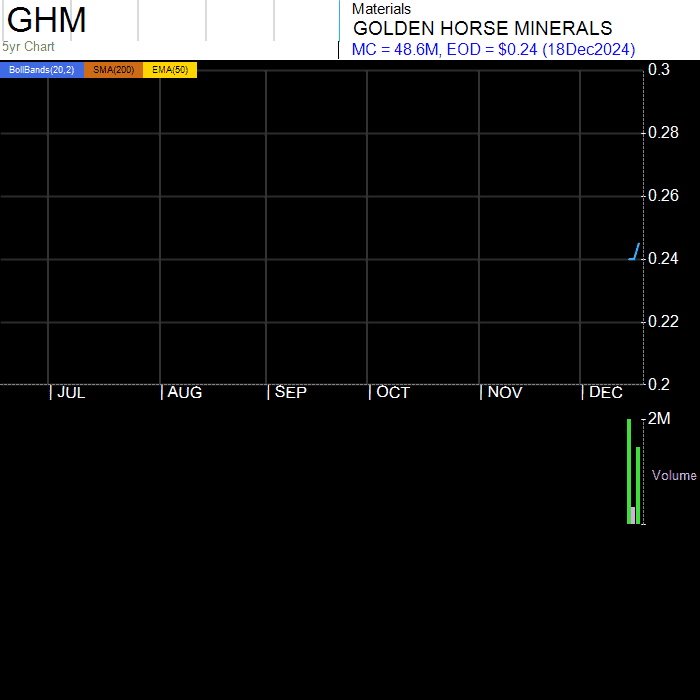 GHM
5yr Chart
Materials
GOLDEN HORSE MINERALS
MC = 48.6M, EOD = $0.24 (18Dec2024)
BollBands(20,2) SMA(200) EMA(50)
0.3
0.28
0.26
0.24
0.22
0.2
| JUL | AUG | SEP | OCT | NOV | DEC
2M
Volume